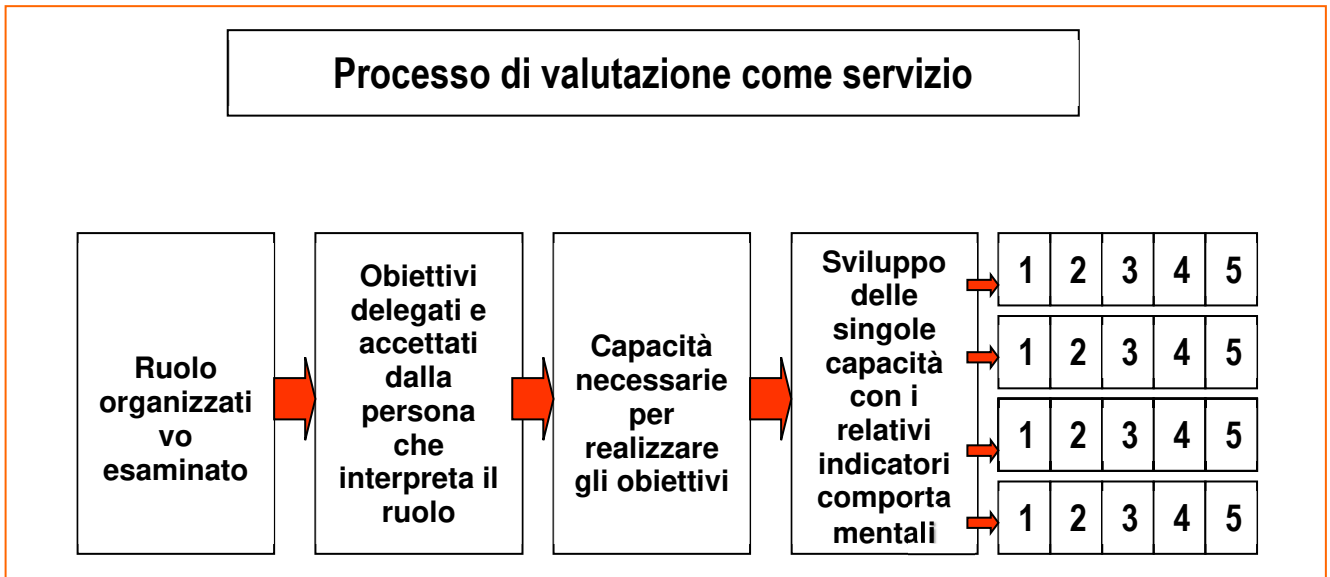 Processo di valutazione come servizio
Ruolo
organizzati
vo
esaminato
Obiettivi
delegati e
accettati
dalla
persona
che
interpreta il
ruolo
Capacità
necessarie
per
realizzare
gli obiettivi
Sviluppo
delle
singole
capacità
con i
relativi
indicatori
comporta
mentali
1 2 3 4 5
1 2 3 4 5
1 2 3 4 5
1 2 3 4 5